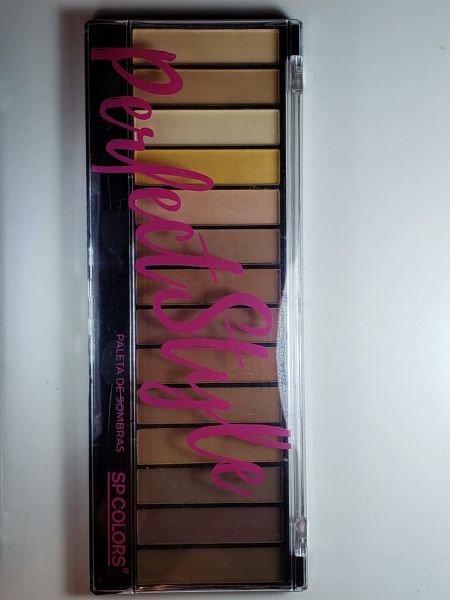 Perfect Style
PALETA DE SOMBRAS
SP COLORS®